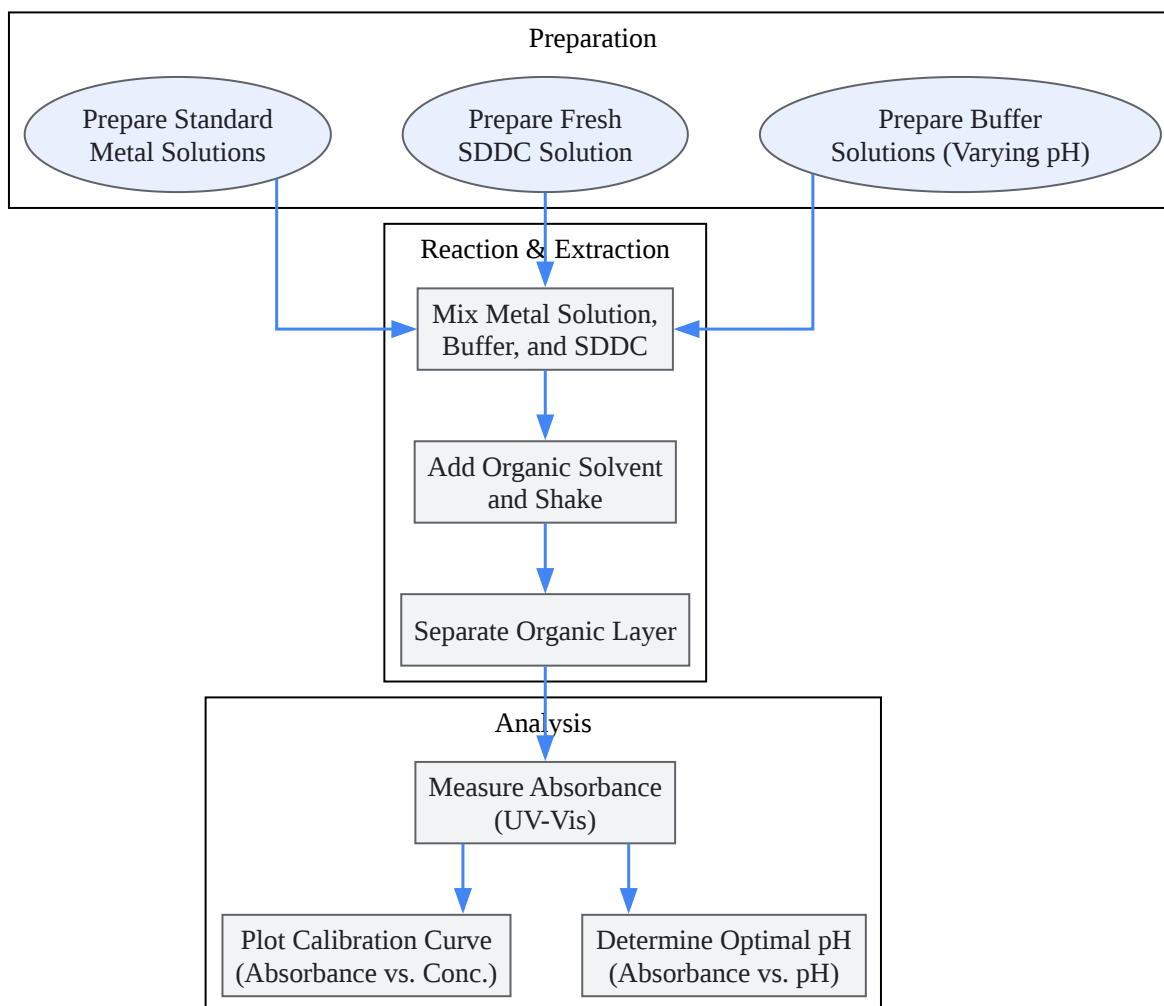 Preparation
Prepare Standard
Metal Solutions
Prepare Fresh
SDDC Solution
Prepare Buffer
Solutions (Varying pH)
Reaction & Extraction
Mix Metal Solution,
Buffer, and SDDC
Add Organic Solvent
and Shake
Separate Organic Layer
Analysis
Measure Absorbance
(UV-Vis)
Plot Calibration Curve
(Absorbance vs. Conc.)
Determine Optimal pH
(Absorbance vs. pH)